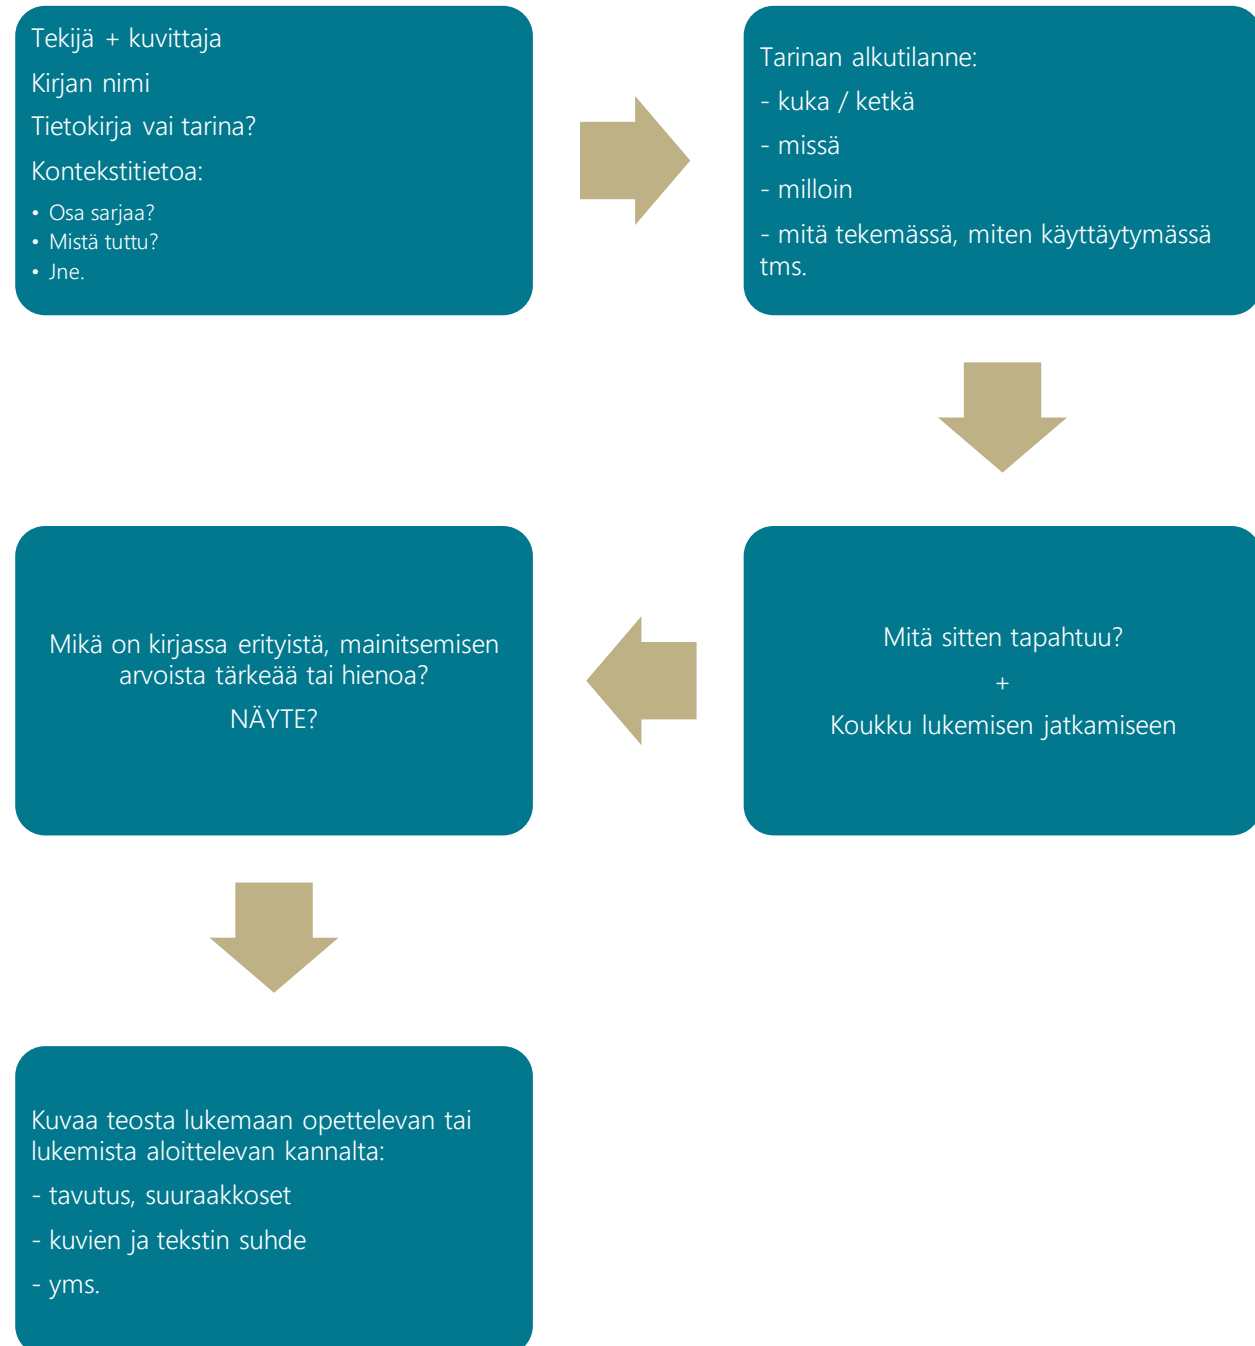 Tekijä + kuvittaja
Kirjan nimi
Tietokirja vai tarina?
Kontekstitietoa:
• Osa sarjaa?
• Mistä tuttu?
• Jne.
Tarinan alkutilanne:
- kuka / ketkä
- missä
- milloin
- mitä tekemässä, miten käyttäytymässä
tms.
Mitä sitten tapahtuu?
+
Koukku lukemisen jatkamiseen
Mikä on kirjassa erityistä, mainitsemisen
arvoista tärkeää tai hienoa?
NÄYTE?
Kuvaa teosta lukemaan opettelevan tai
lukemista aloittelevan kannalta:
- tavutus, suuraakkoset
- kuvien ja tekstin suhde
- yms.